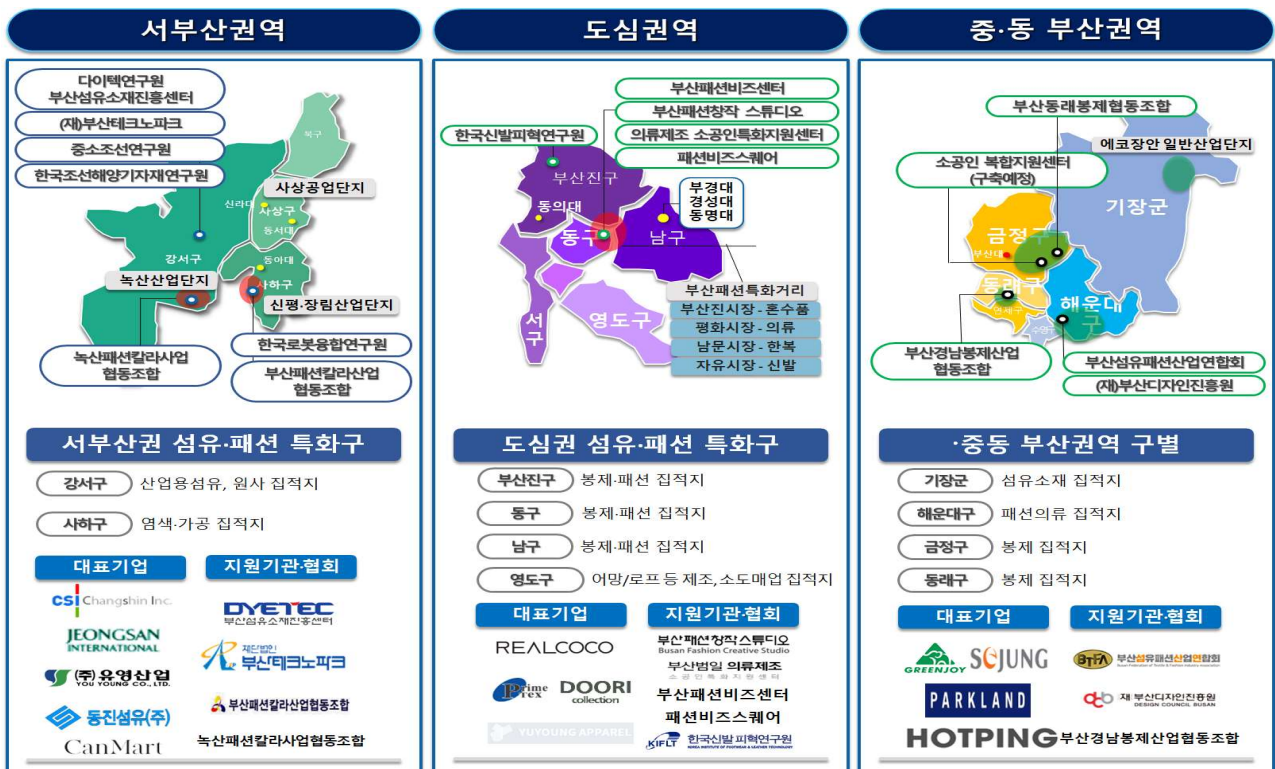 서부산권역
다이텍연구원
부산섬유소재진흥센터
(재)부산테크노파크
중소조선연구원
한국조선해양기자재연구원
북구
사상공업단지
신라대
사상구
동서대
강서구
동아대
녹산산업단지
사하구
신평·장림산업단지
녹산패션칼라사업
협동조합
한국로봇융합연구원
부산패션칼라산업
협동조합
서부산권 섬유·패션 특화구
강서구 산업용섬유, 원사 집적지
사하구 염색·가공 집적지
대표기업
지원기관·협회
CSI Changshin Inc.
JEONGSAN
INTERNATIONAL
(주)유영산업
YOU YOUNG CO., LTD.
동진섬유(주)
CanMart
DYETEC
부산섬유소재진흥센터
재단법인
부산테크노파크
부산패션칼라산업협동조합
녹산패션칼라사업협동조합
도심권역
부산패션비즈센터
부산패션창작 스튜디오
한국신발피혁연구원
의류제조 소공인특화지원센터
패션비즈스퀘어
부산진구
동의대
부경대
경성대
동명대
동구
남구
서구
영도구
부산패션특화거리
부산진시장 - 혼수품
평화시장 - 의류
남문시장 - 한복
자유시장 - 신발
도심권 섬유·패션 특화구
부산진구 봉제·패션 집적지
동구 봉제·패션 집적지
남구 봉제·패션 집적지
영도구 어망/로프 등 제조,소도매업 집적지
대표기업
지원기관·협회
REALCOCO
Prime
Tex
DOORI
collection
YUYOUNG APPAREL
부산패션창작스튜디오
Busan Fashion Creative Studio
부산범일 의류제조
소공인특화지원센터
부산패션비즈센터
패션비즈스퀘어
KIFLT 한국신발피혁연구원
KOREA INSTITUTE OF FOOTWEAR & LEATHER TECHNOLOGY
중·동 부산권역
부산동래봉제협동조합
에코장안 일반산업단지
소공인 복합지원센터
(구축예정)
기장군
금정구
부산대
동래구
연제구
해운대
구
수영구
부산경남봉제산업
협동조합
부산섬유패션산업연합회
(재)부산디자인진흥원
·중동 부산권역 구별
기장군 섬유소재 집적지
해운대구 패션의류 집적지
금정구 봉제 집적지
동래구 봉제 집적지
대표기업
지원기관·협회
GREENJOY
SEJUNG
PARKLAND
HOTPING
BTFA 부산섬유패션산업연합회
dcb 재 부산디자인진흥원
DESIGN COUNCIL BUSAN
부산경남봉제산업협동조합